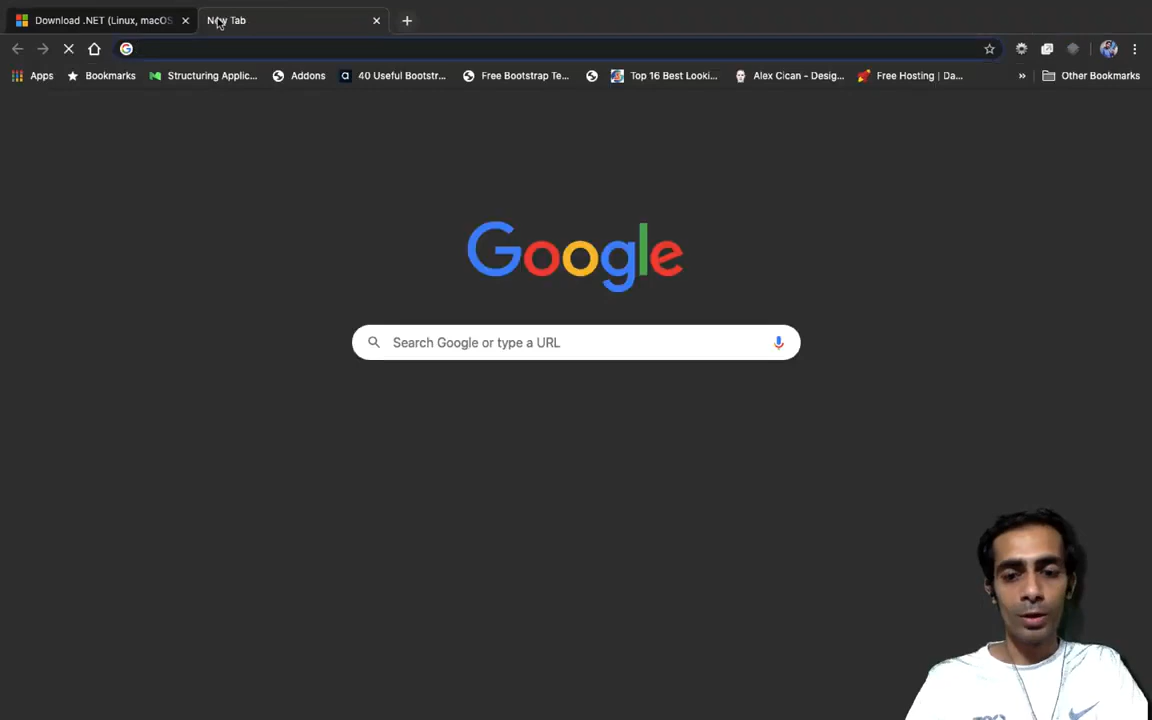 Download .NET (Linux, macOS
New Tab
Apps
Bookmarks
Structuring Applic...
Addons
40 Useful Bootstr...
Free Bootstrap Te...
Top 16 Best Looki...
Alex Cican - Desig...
Free Hosting | Da...
»
Other Bookmarks
Google
Search Google or type a URL